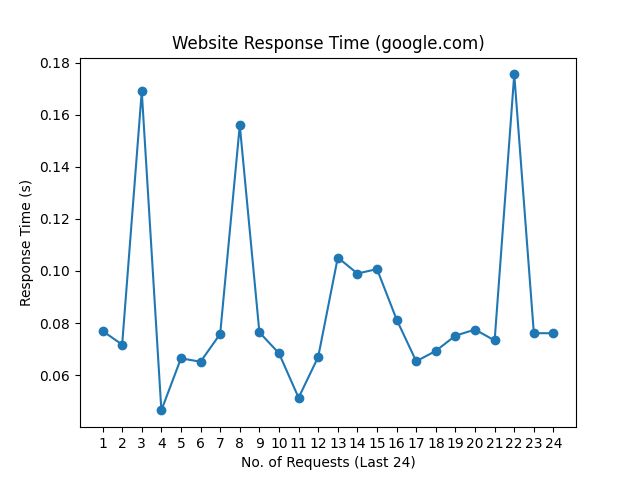 Website Response Time (google.com)
0.18
0.16
0.14
0.12
0.10
0.08
0.06
Response Time (s)
1 2 3 4 5 6 7 8 9 10 11 12 13 14 15 16 17 18 19 20 21 22 23 24
No. of Requests (Last 24)